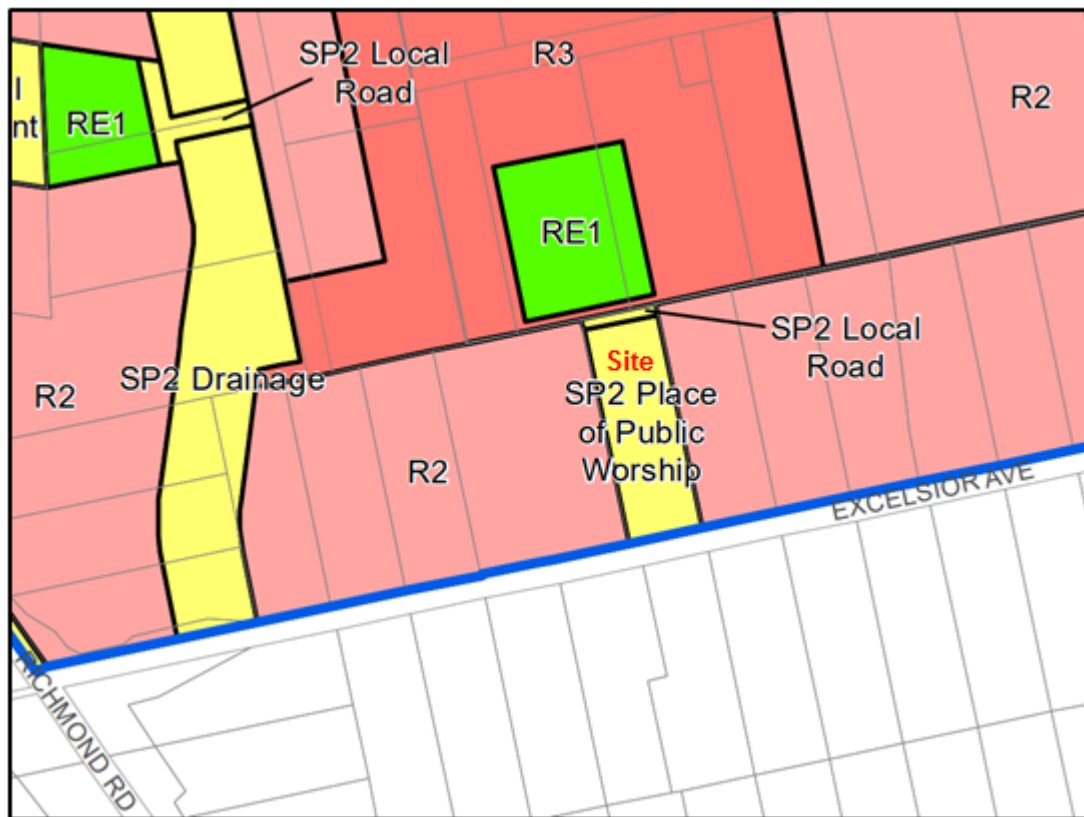 SP2 Local
Road
R3
R2
l
nt
RE1
RE1
SP2 Local
Road
Site
SP2 Place
of Public
Worship
SP2 Drainage
R2
R2
EXCELSIOR AVE
RICHMOND RD